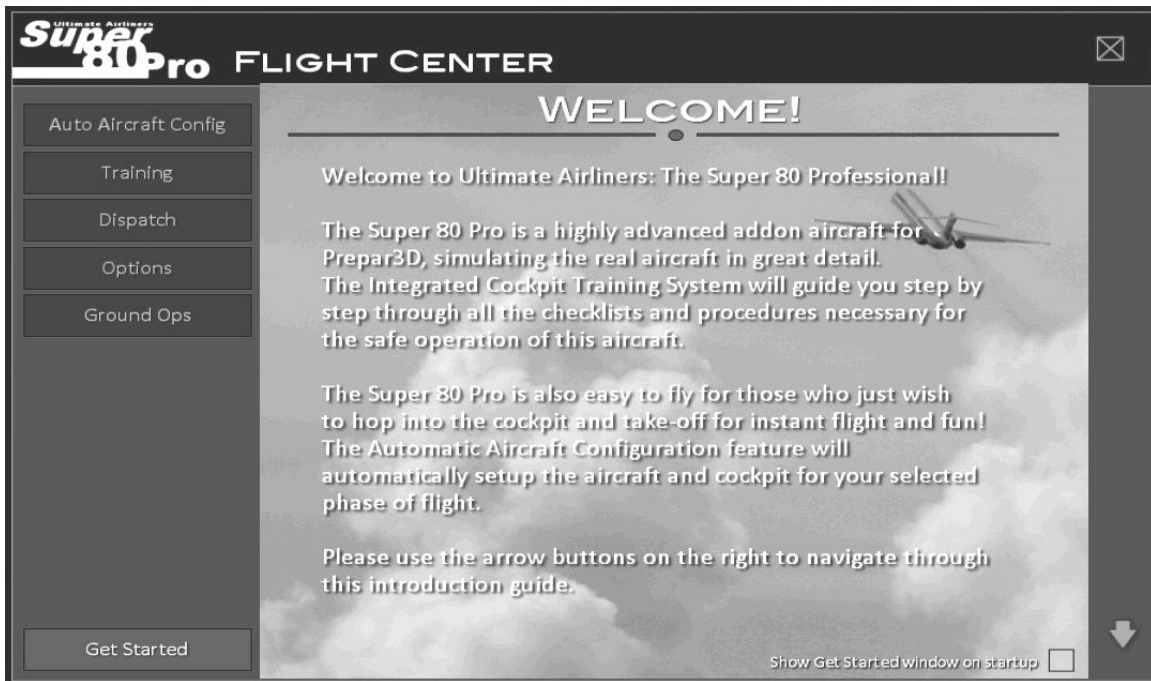 Ultimate Airliners
Super
80Pro FLIGHT CENTER
Auto Aircraft Config
Training
Dispatch
Options
Ground Ops
Get Started
WELCOME!
Welcome to Ultimate Airliners: The Super 80 Professional!
The Super 80 Pro is a highly advanced addon aircraft for
Prepar3D, simulating the real aircraft in great detail.
The Integrated Cockpit Training System will guide you step by
step through all the checklists and procedures necessary for
the safe operation of this aircraft.
The Super 80 Pro is also easy to fly for those who just wish
to hop into the cockpit and take-off for instant flight and fun!
The Automatic Aircraft Configuration feature will
automatically setup the aircraft and cockpit for your selected
phase of flight.
Please use the arrow buttons on the right to navigate through
this introduction guide.
Show Get Started window on startup